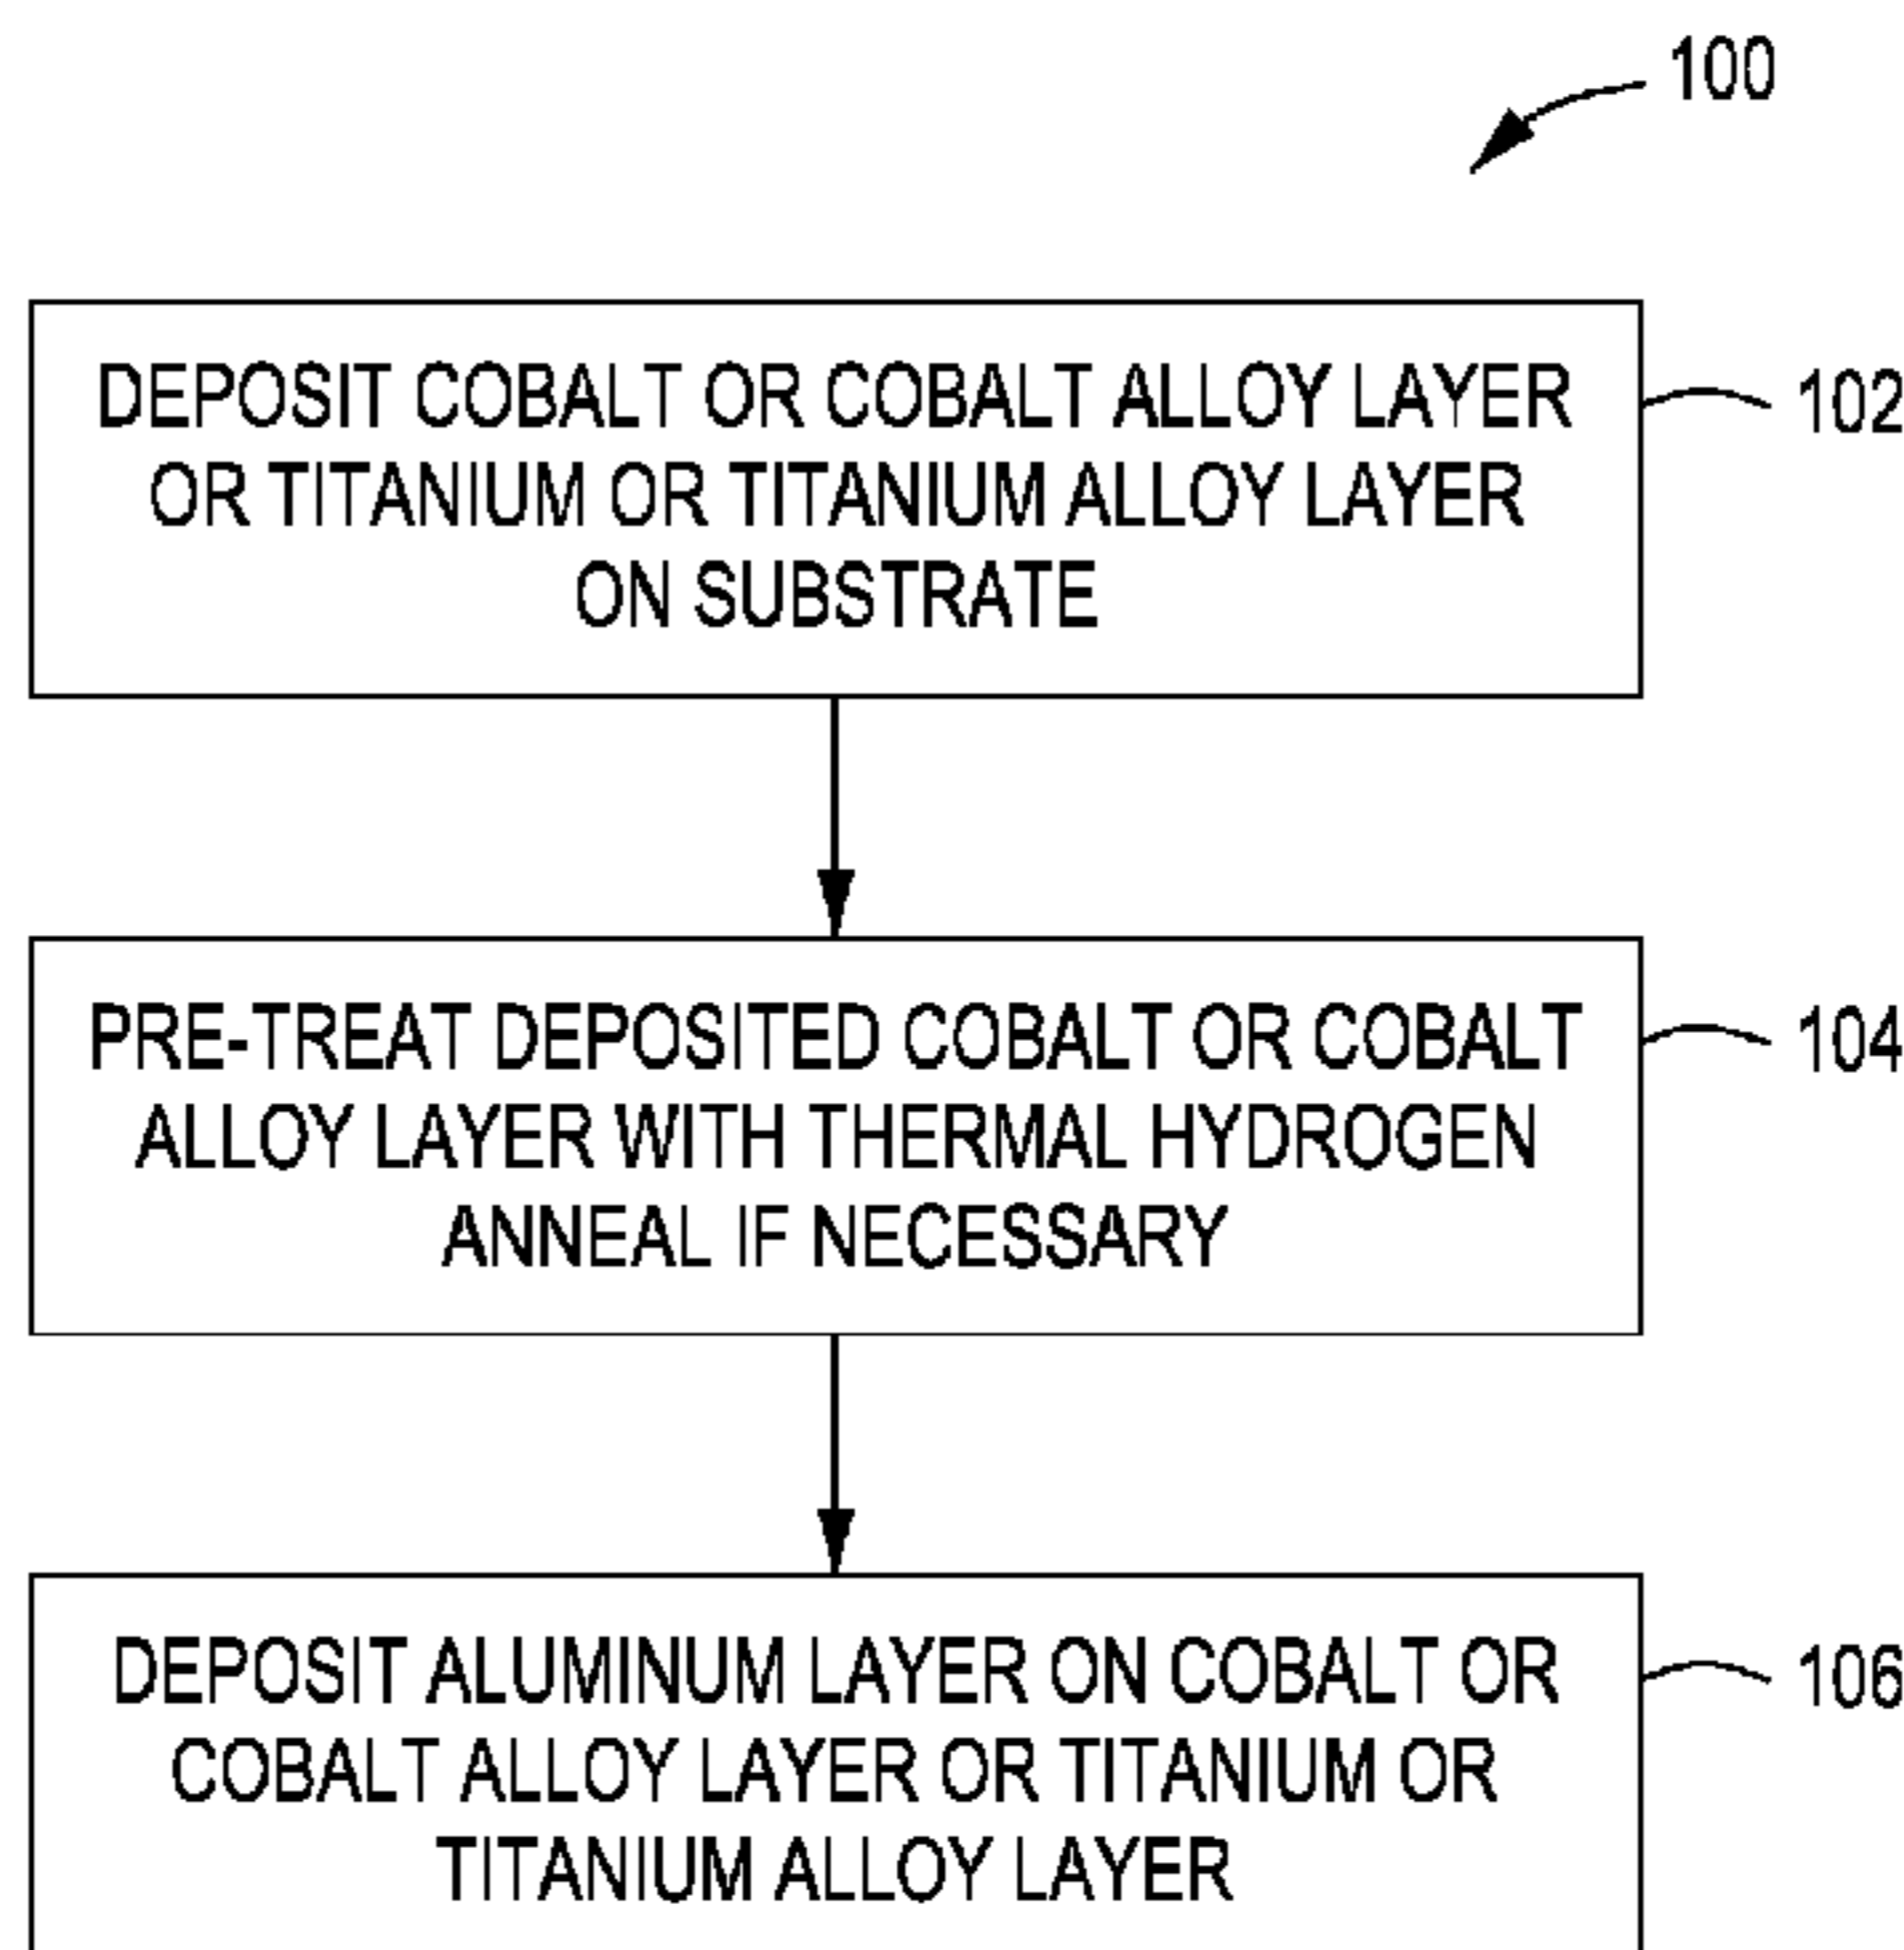 100
DEPOSIT COBALT OR COBALT ALLOY LAYER
OR TITANIUM OR TITANIUM ALLOY LAYER
ON SUBSTRATE
102
PRE-TREAT DEPOSITED COBALT OR COBALT
ALLOY LAYER WITH THERMAL HYDROGEN
ANNEAL IF NECESSARY
104
DEPOSIT ALUMINUM LAYER ON COBALT OR
COBALT ALLOY LAYER OR TITANIUM OR
TITANIUM ALLOY LAYER
106